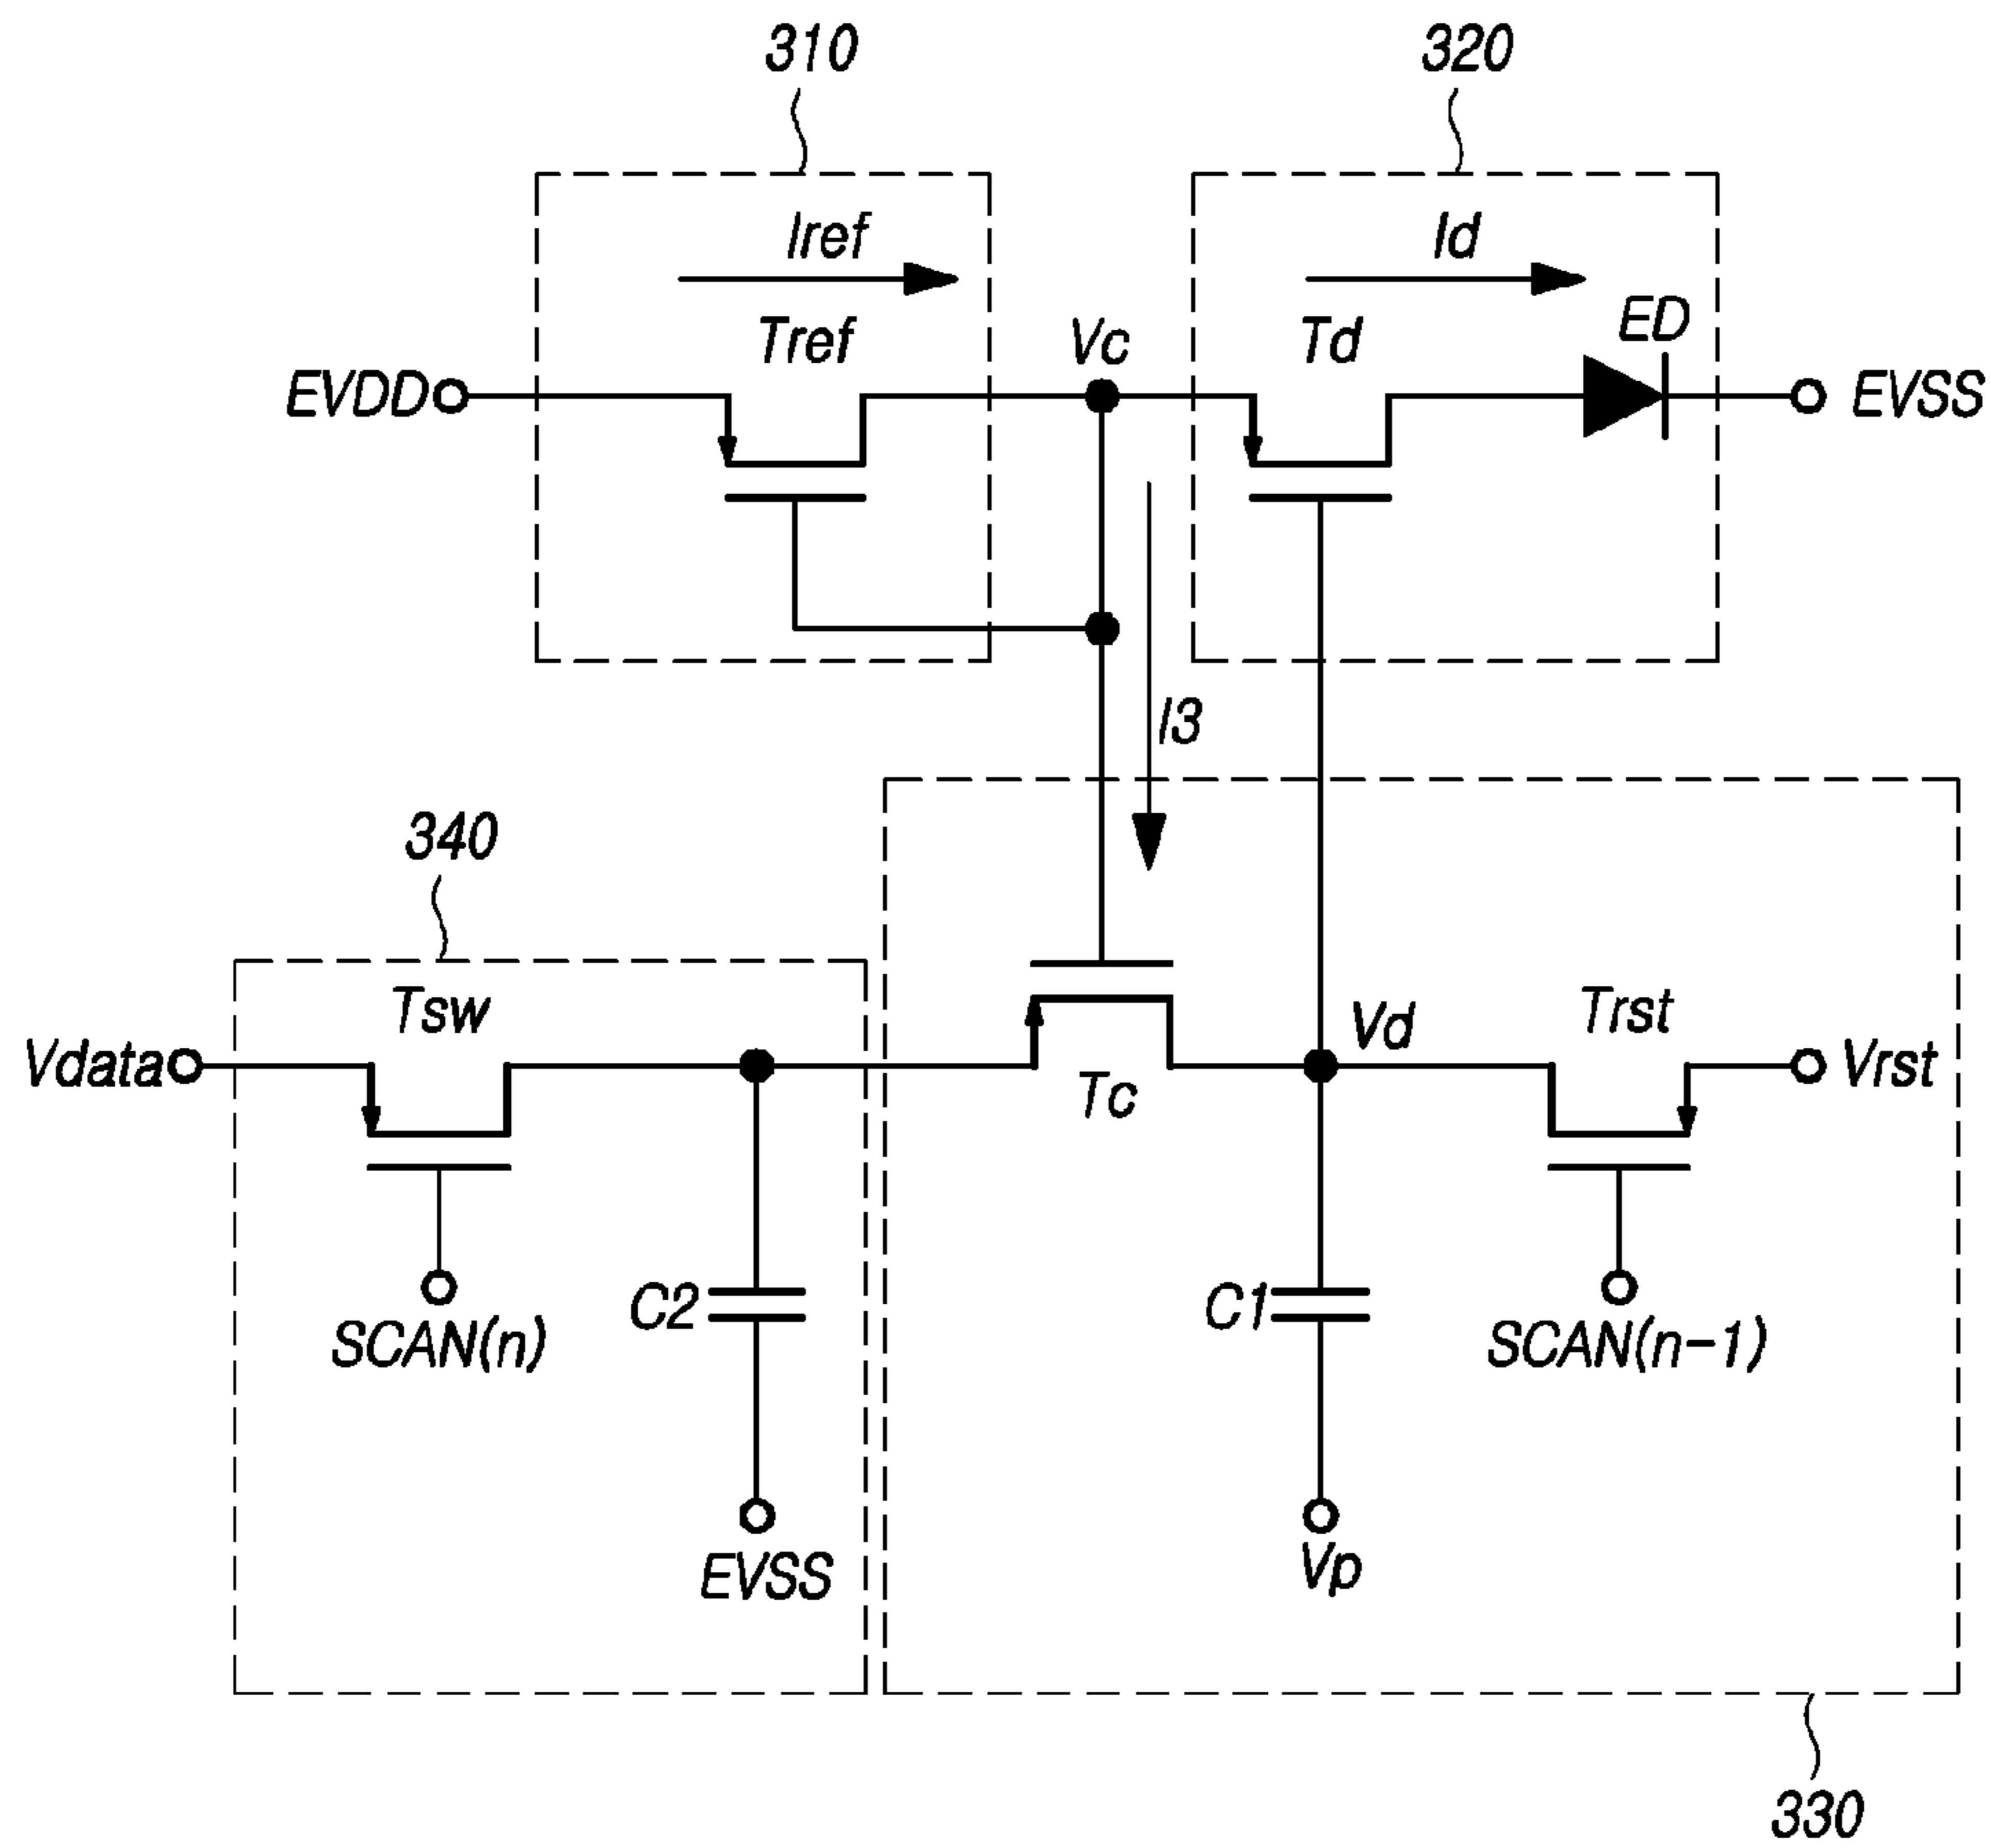 310
320
Iref
Id
Tref
Vc
Td
ED
EVDD
EVSS
I3
340
Tsw
Vdata
Tc
Vd
Trst
Vrst
C2
C1
SCAN(n)
SCAN(n-1)
EVSS
Vp
330